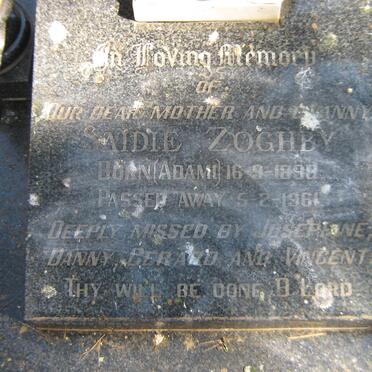 In Loving Memory
OF
OUR DEAR MOTHER AND GRANNY
SAIDIE ZOGHBY
BORN (ADAM) 16-9-1898
PASSED AWAY 5-2-1961
DEEPLY MISSED BY JOSEPH,
DANNY, GERALD AND VINCENT
THY WILL BE DONE O LORD